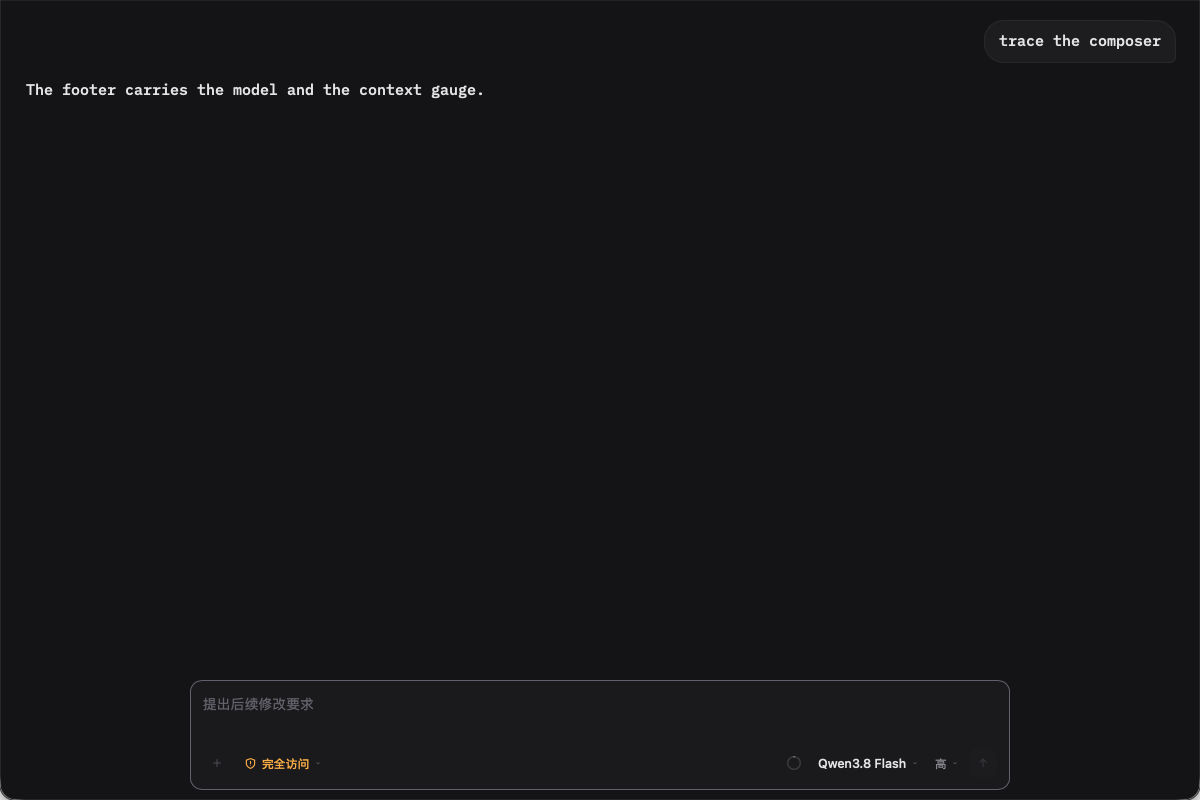 trace the composer
The footer carries the model and the context gauge.
提出后续修改要求
完全访问
Qwen3.8 Flash
高